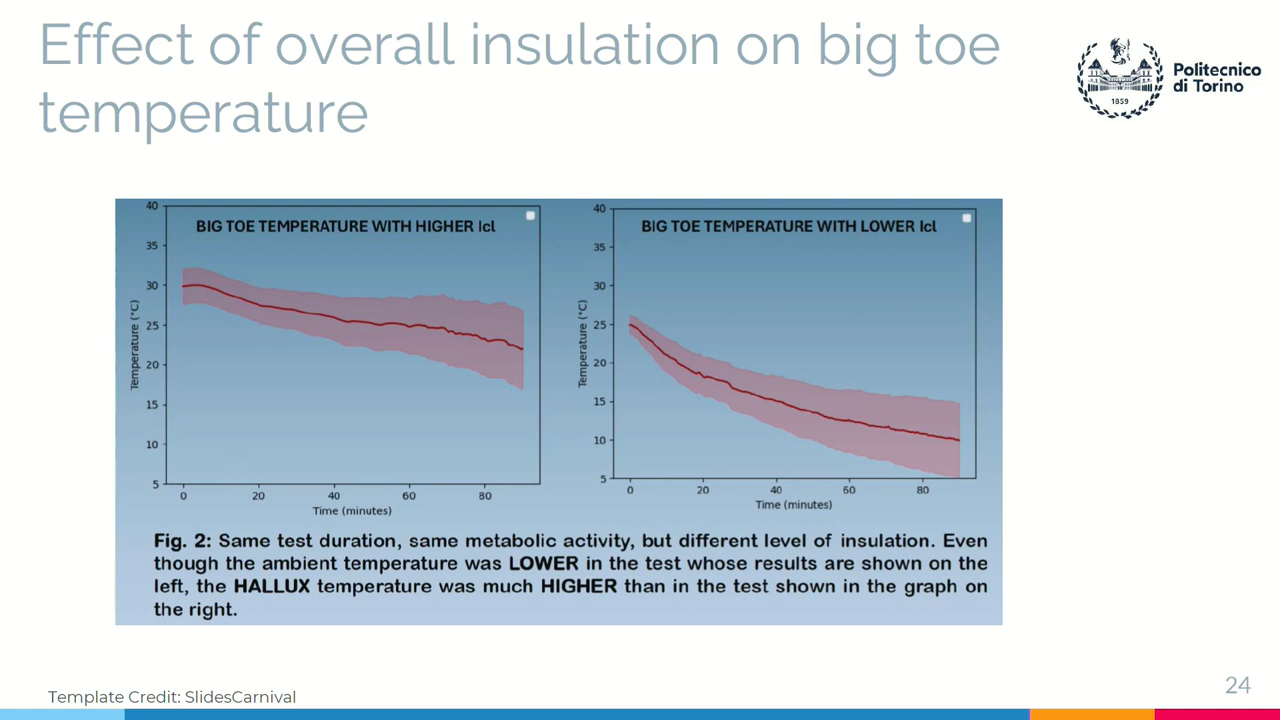 Effect of overall insulation on big toe
temperature
Politecnico
di Torino
1859
BIG TOE TEMPERATURE WITH HIGHER Icl
40
35
30
25
20
15
10
5
Temperature (°C)
0 20 40 60 80
Time (minutes)
BIG TOE TEMPERATURE WITH LOWER Icl
40
35
30
25
20
15
10
5
Temperature (°C)
0 20 40 60 80
Time (minutes)
Fig. 2: Same test duration, same metabolic activity, but different level of insulation. Even
though the ambient temperature was LOWER in the test whose results are shown on the
left, the HALLUX temperature was much HIGHER than in the test shown in the graph on
the right.
Template Credit: SlidesCarnival
24